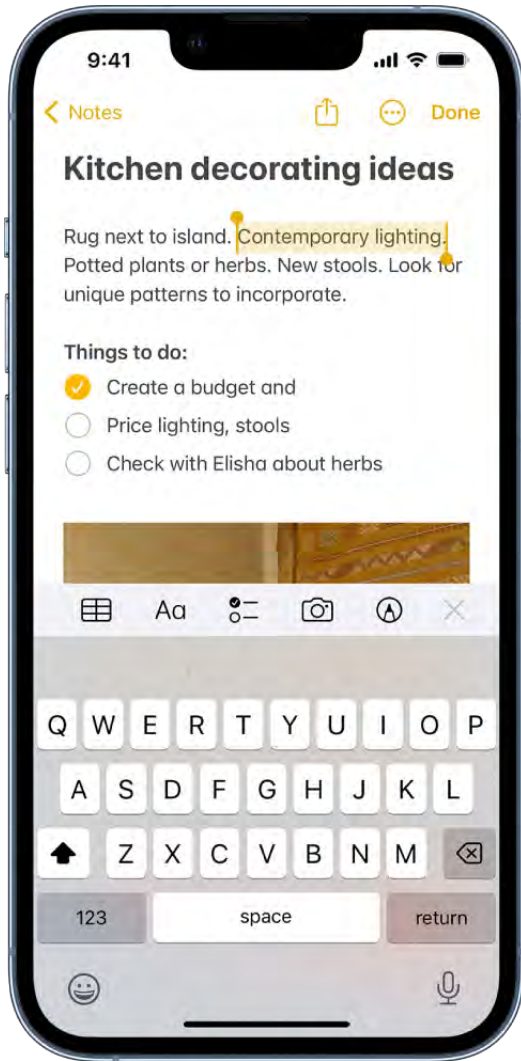 9:41
Notes
Done
Kitchen decorating ideas
Rug next to island. Contemporary lighting.
Potted plants or herbs. New stools. Look for
unique patterns to incorporate.
Things to do:
Create a budget and
Price lighting, stools
Check with Elisha about herbs
Aa
Q W E R T Y U I O P
A S D F G H J K L
Z X C V B N M
123 space return